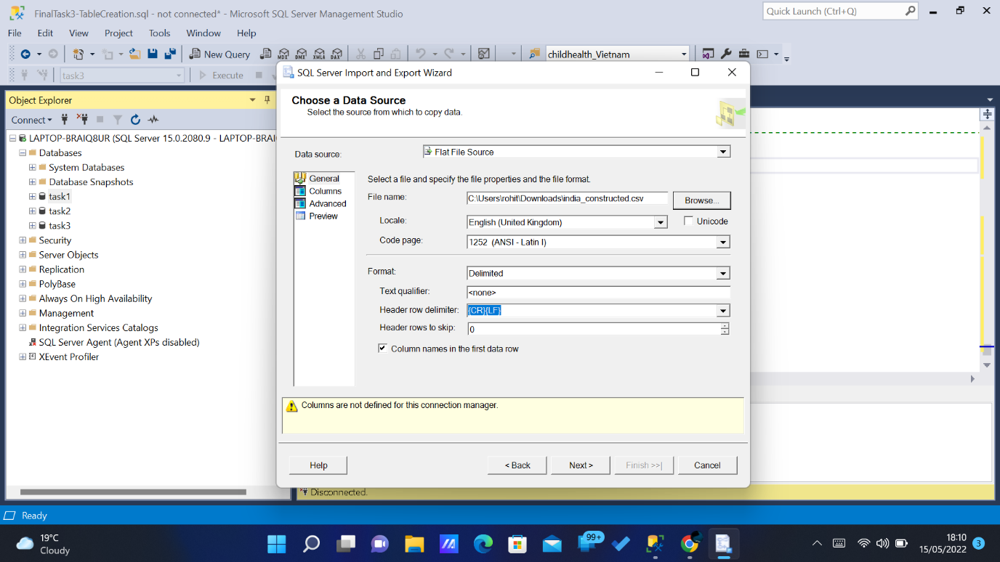 FinalTask3-TableCreation.sql - not connected* - Microsoft SQL Server Management Studio
Quick Launch (Ctrl+Q)
File Edit View Project Tools Window Help
New Query
MDX DMX XMLA DAX
childhealth_Vietnam
task3
Execute
SQL Server Import and Export Wizard
Object Explorer
Connect
LAPTOP-BRAIQ8UR (SQL Server 15.0.2080.9 - LAPTOP-BRAI
Databases
System Databases
Database Snapshots
task1
task2
task3
Security
Server Objects
Replication
PolyBase
Always On High Availability
Management
Integration Services Catalogs
SQL Server Agent (Agent XPs disabled)
XEvent Profiler
Choose a Data Source
Select the source from which to copy data.
Data source: Flat File Source
General
Columns
Advanced
Preview
Select a file and specify the file properties and the file format.
File name: C:\Users\rohit\Downloads\india_constructed.csv Browse...
Locale: English (United Kingdom) Unicode
Code page: 1252 (ANSI - Latin I)
Format: Delimited
Text qualifier: <none>
Header row delimiter: {CR}{LF}
Header rows to skip: 0
Column names in the first data row
Columns are not defined for this connection manager.
Help < Back Next > Finish >>| Cancel
Disconnected.
Ready
19°C
Cloudy
99+
18:10
15/05/2022
3